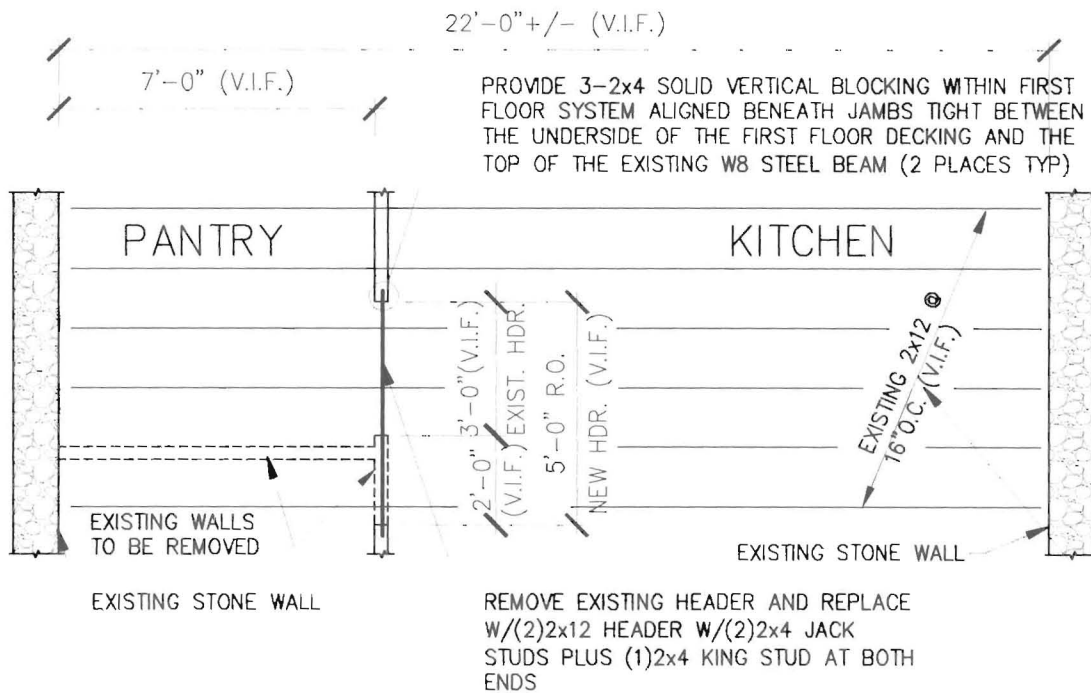 22'-0"+/- (V.I.F.)
7'-0" (V.I.F.)
PROVIDE 3-2x4 SOLID VERTICAL BLOCKING WITHIN FIRST
FLOOR SYSTEM ALIGNED BENEATH JAMBS TIGHT BETWEEN
THE UNDERSIDE OF THE FIRST FLOOR DECKING AND THE
TOP OF THE EXISTING W8 STEEL BEAM (2 PLACES TYP)
PANTRY
KITCHEN
3'-0"(V.I.F.)
EXIST. HDR.
2'-0"
(V.I.F.)
5'-0" R.O.
NEW HDR. (V.I.F.)
EXISTING 2x12 @
16"O.C. (V.I.F.)
EXISTING WALLS
TO BE REMOVED
EXISTING STONE WALL
EXISTING STONE WALL
REMOVE EXISTING HEADER AND REPLACE
W/(2)2x12 HEADER W/(2)2x4 JACK
STUDS PLUS (1)2x4 KING STUD AT BOTH
ENDS